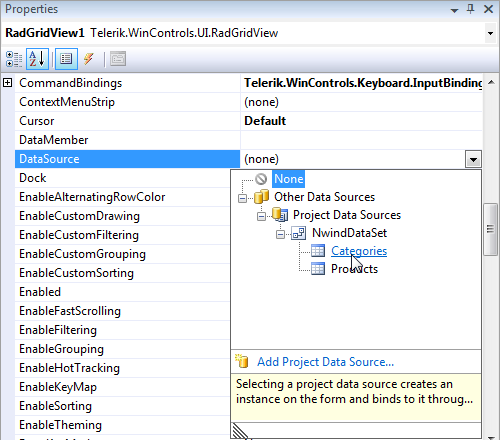 Properties
RadGridView1 Telerik.WinControls.UI.RadGridView
CommandBindings Telerik.WinControls.Keyboard.InputBinding
ContextMenuStrip (none)
Cursor Default
DataMember
DataSource (none)
Dock
None
EnableAlternatingRowColor
Other Data Sources
EnableCustomDrawing
Project Data Sources
EnableCustomFiltering
NwindDataSet
EnableCustomGrouping
Categories
EnableCustomSorting
Products
Enabled
EnableFastScrolling
EnableFiltering
EnableGrouping
EnableHotTracking
Add Project Data Source...
EnableKeyMap
Selecting a project data source creates an
EnableSorting
instance on the form and binds to it throug...
EnableTheming